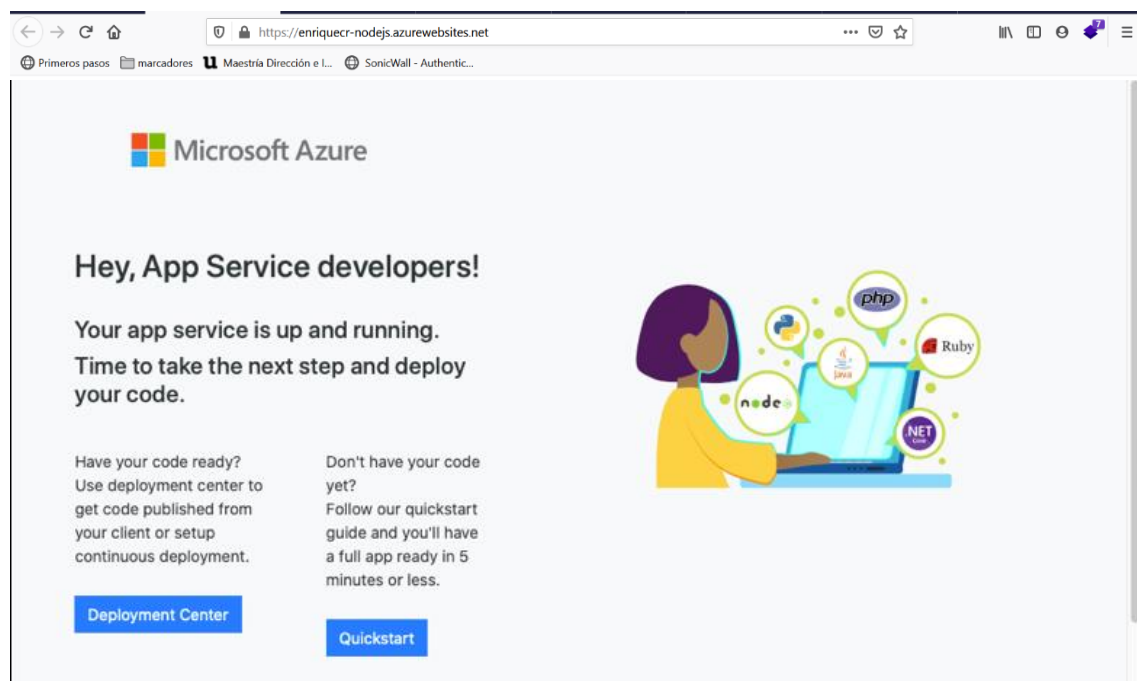 https://enriquecr-nodejs.azurewebsites.net
7
Primeros pasos marcadores Maestría Dirección e I... SonicWall - Authentic...
Microsoft Azure
Hey, App Service developers!
Your app service is up and running.
Time to take the next step and deploy
your code.
Have your code ready?
Use deployment center to
get code published from
your client or setup
continuous deployment.
Deployment Center
Don't have your code
yet?
Follow our quickstart
guide and you'll have
a full app ready in 5
minutes or less.
Quickstart
php
Ruby
Java
node
.NET
Core